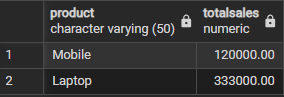 product totalsales
character varying (50) numeric
1 Mobile 120000.00
2 Laptop 333000.00